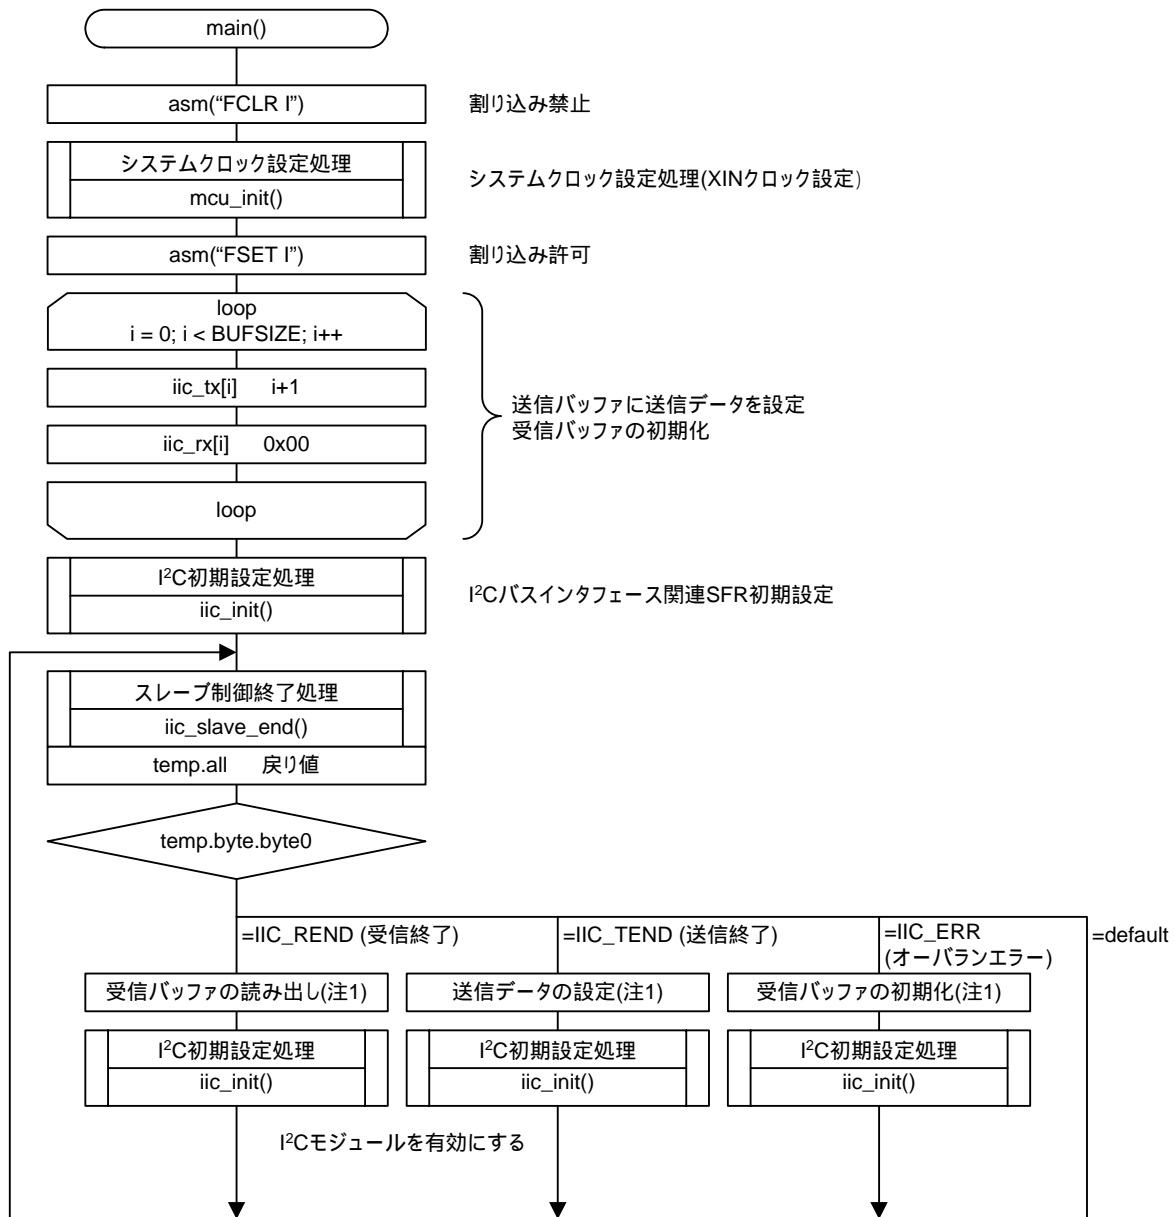 main()
asm(“FCLR I”)
割り込み禁止
システムクロック設定処理
mcu_init()
システムクロック設定処理(XINクロック設定)
asm(“FSET I”)
割り込み許可
loop
i = 0; i < BUFSIZE; i++
iic_tx[i] i+1
iic_rx[i] 0x00
loop
送信バッファに送信データを設定
受信バッファの初期化
I²C初期設定処理
iic_init()
I²Cバスインタフェース関連SFR初期設定
スレーブ制御終了処理
iic_slave_end()
temp.all 戻り値
temp.byte.byte0
=IIC_REND (受信終了)
=IIC_TEND (送信終了)
=IIC_ERR
(オーバランエラー)
=default
受信バッファの読み出し(注1)
送信データの設定(注1)
受信バッファの初期化(注1)
I²C初期設定処理
iic_init()
I²C初期設定処理
iic_init()
I²C初期設定処理
iic_init()
I²Cモジュールを有効にする